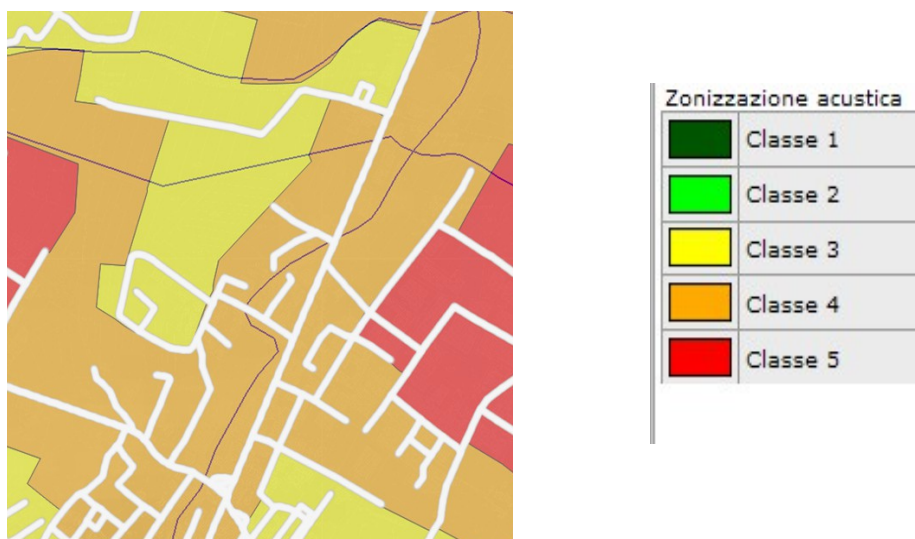 Zonizzazione acustica
Classe 1
Classe 2
Classe 3
Classe 4
Classe 5